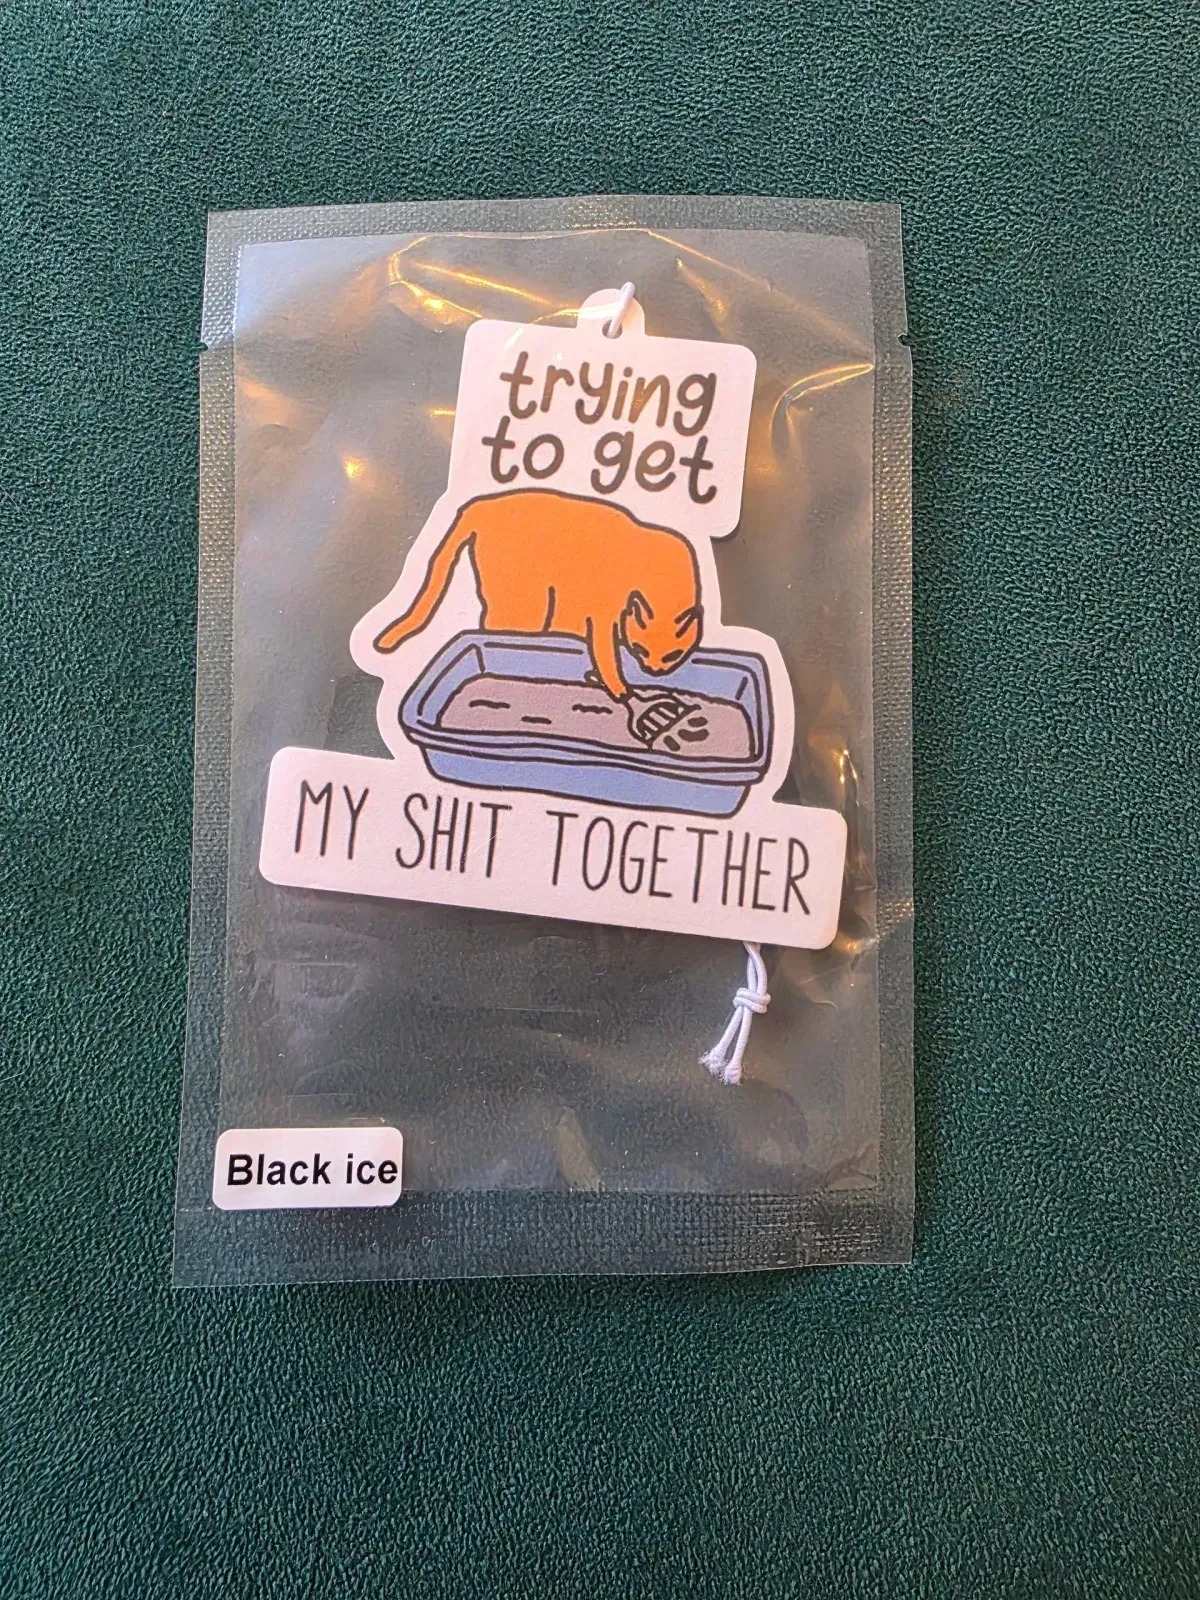 trying
to get
MY SHIT TOGETHER
Black ice